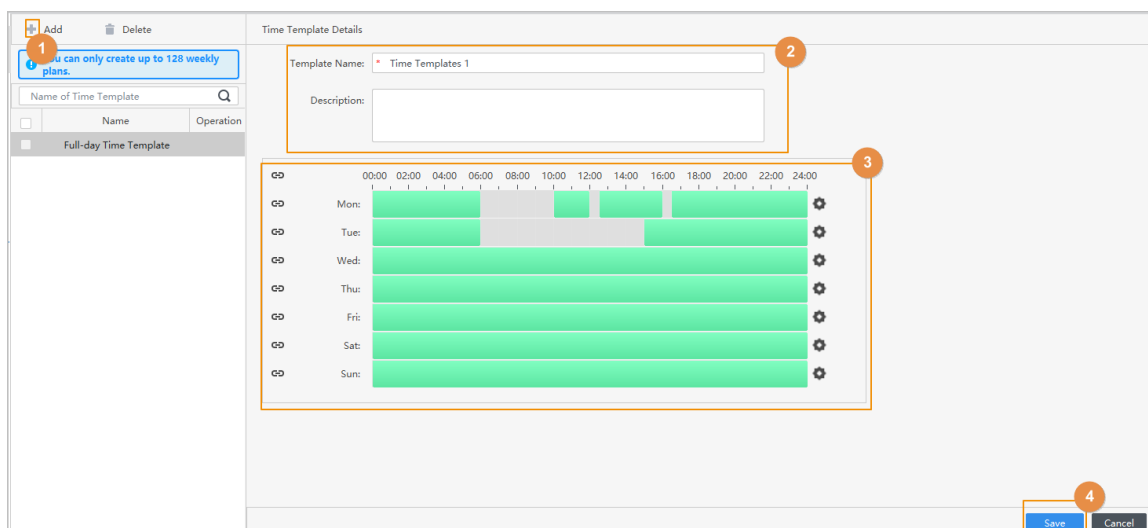 Add
Delete
1
You can only create up to 128 weekly
plans.
Name of Time Template
Name
Operation
Full-day Time Template
Time Template Details
2
Template Name: * Time Templates 1
Description:
3
00:00 02:00 04:00 06:00 08:00 10:00 12:00 14:00 16:00 18:00 20:00 22:00 24:00
Mon:
Tue:
Wed:
Thu:
Fri:
Sat:
Sun:
4
Save
Cancel